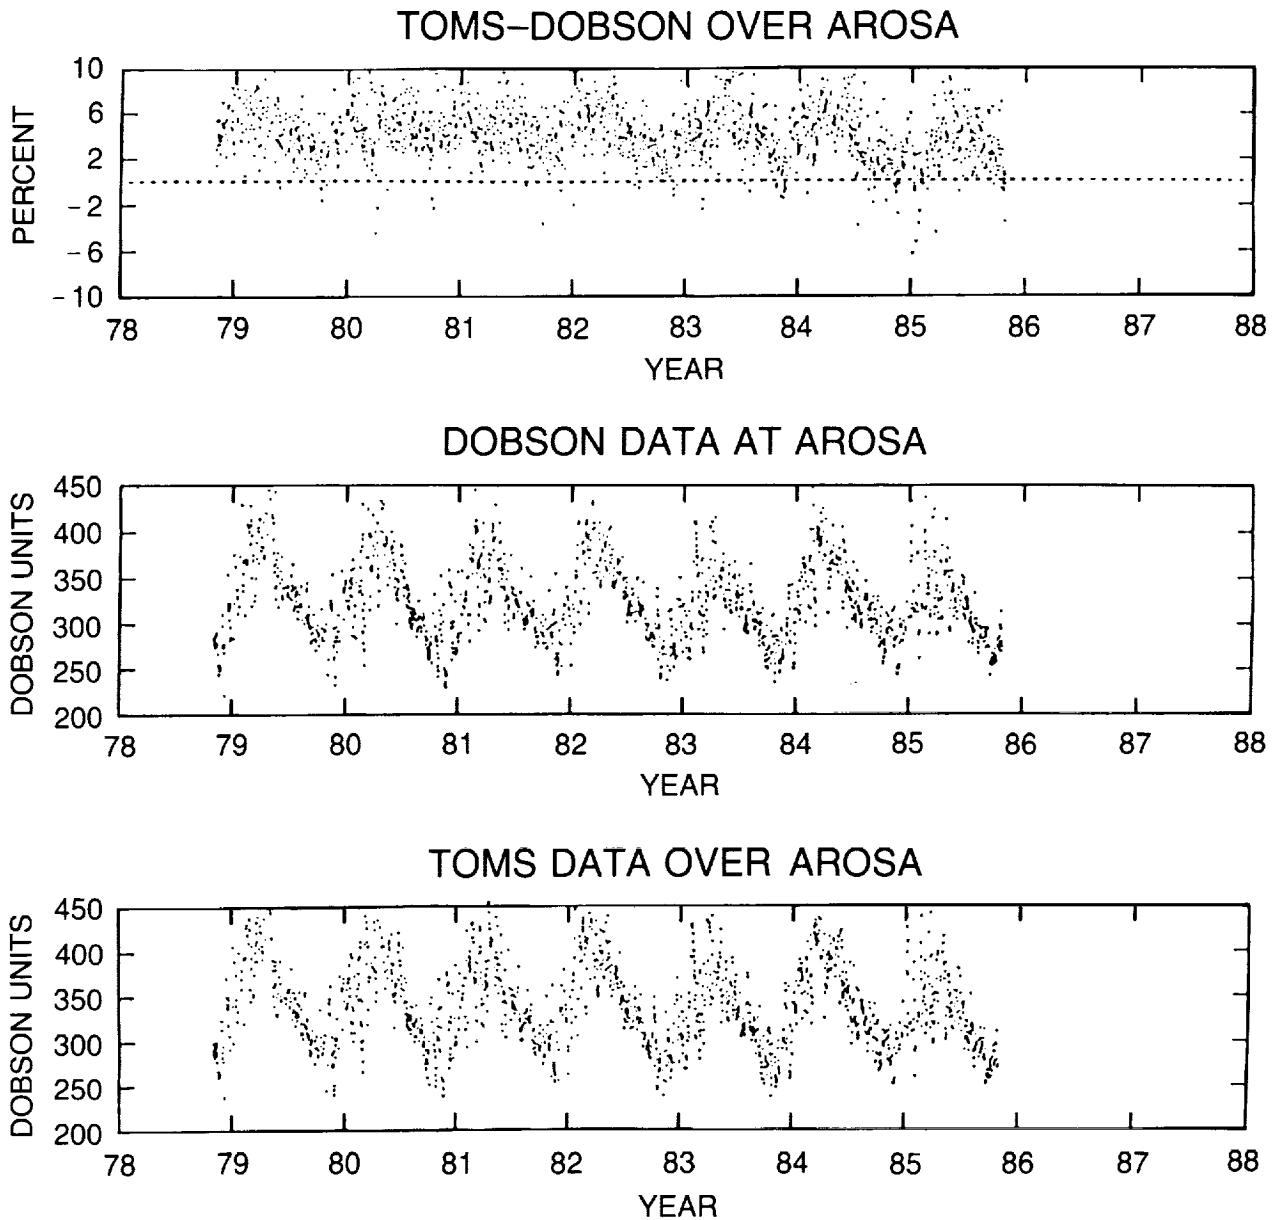 TOMS–DOBSON OVER AROSA
10
6
2
–2
–6
–10
PERCENT
78 79 80 81 82 83 84 85 86 87 88
YEAR
DOBSON DATA AT AROSA
450
400
350
300
250
200
DOBSON UNITS
78 79 80 81 82 83 84 85 86 87 88
YEAR
TOMS DATA OVER AROSA
450
400
350
300
250
200
DOBSON UNITS
78 79 80 81 82 83 84 85 86 87 88
YEAR